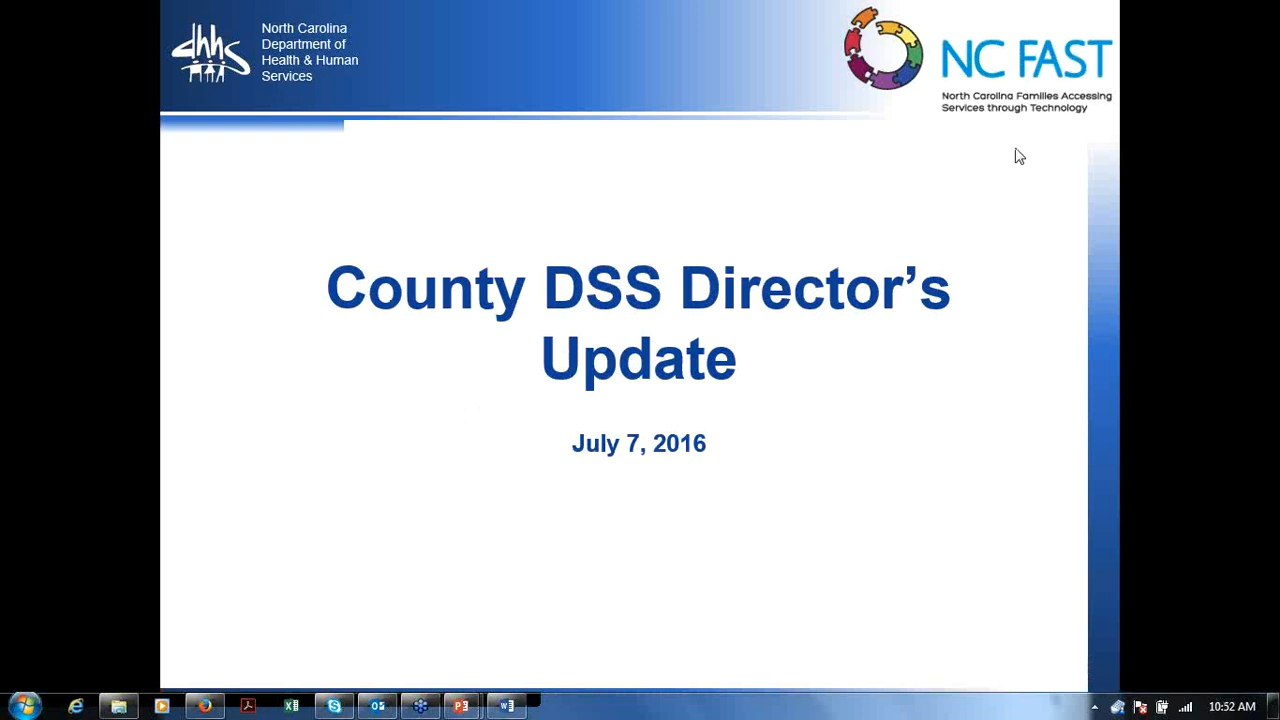 North Carolina
Department of
Health & Human
Services
dhhs
NC FAST
North Carolina Families Accessing
Services through Technology
County DSS Director’s
Update
July 7, 2016
10:52 AM